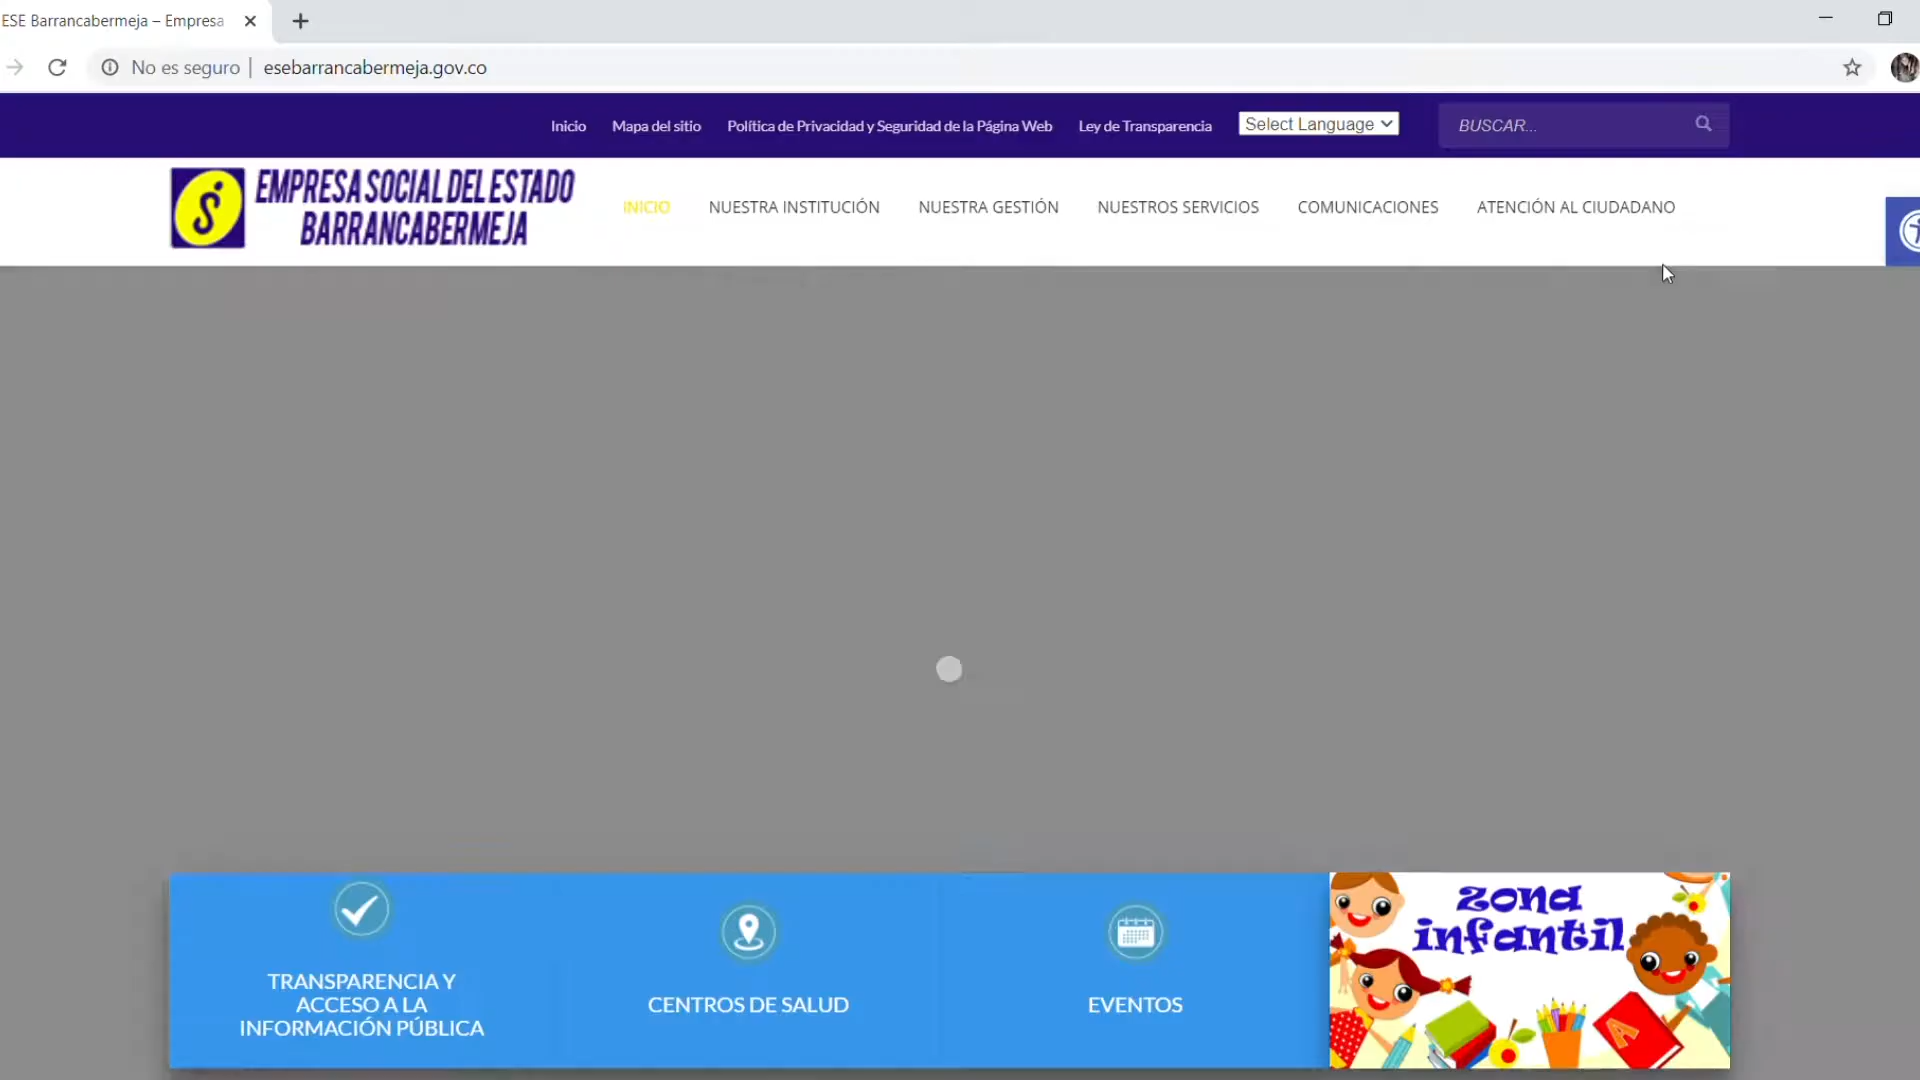 ESE Barrancabermeja – Empresa
No es seguro | esebarrancabermeja.gov.co
Inicio Mapa del sitio Política de Privacidad y Seguridad de la Página Web Ley de Transparencia Select Language BUSCAR...
EMPRESA SOCIAL DEL ESTADO
BARRANCABERMEJA
INICIO NUESTRA INSTITUCIÓN NUESTRA GESTIÓN NUESTROS SERVICIOS COMUNICACIONES ATENCIÓN AL CIUDADANO
TRANSPARENCIA Y
ACCESO A LA
INFORMACIÓN PÚBLICA
CENTROS DE SALUD
EVENTOS
zona
infantil
A